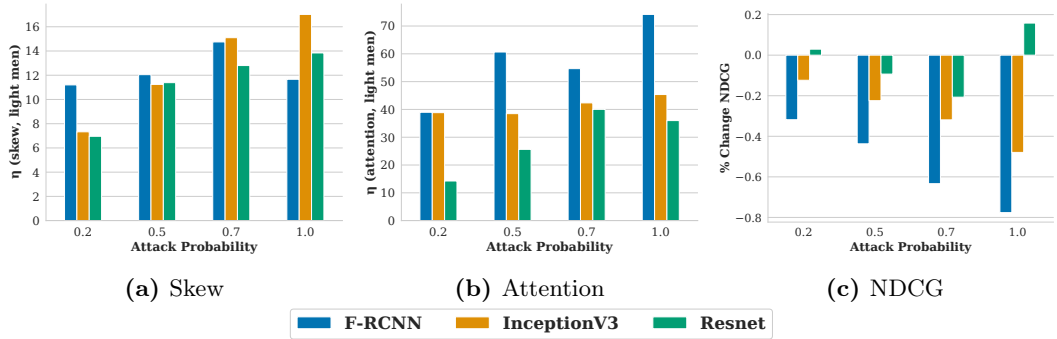 η (skew, light men)
16
14
12
10
8
6
4
2
0
0.2 0.5 0.7 1.0
Attack Probability
(a) Skew
η (attention, light men)
70
60
50
40
30
20
10
0
0.2 0.5 0.7 1.0
Attack Probability
(b) Attention
% Change NDCG
0.2
0.0
−0.2
−0.4
−0.6
−0.8
0.2 0.5 0.7 1.0
Attack Probability
(c) NDCG
F-RCNN InceptionV3 Resnet